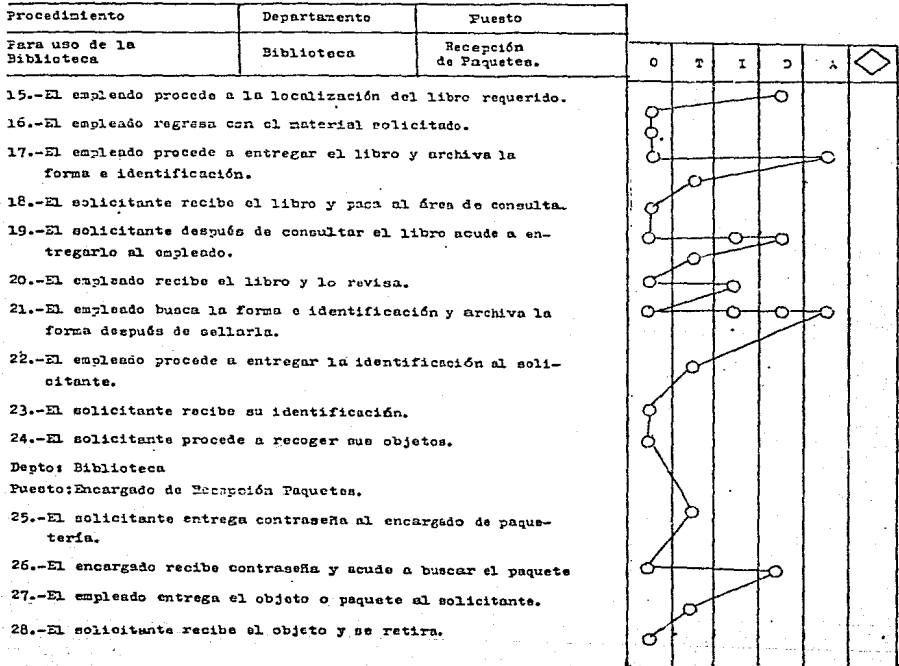 Procedimiento Departamento Puesto
Para uso de la Biblioteca Recepción
Biblioteca de Paquetes.
O T I C A
15.-El empleado procede a la localización del libro requerido.
16.-El empleado regresa con el material solicitado.
17.-El empleado procede a entregar el libro y archiva la
forma e identificación.
18.-El solicitante recibe el libro y pasa al área de consulta.
19.-El solicitante después de consultar el libro acude a en-
tregarlo al empleado.
20.-El empleado recibe el libro y lo revisa.
21.-El empleado busca la forma e identificación y archiva la
forma después de sellarla.
22.-El empleado procede a entregar la identificación al soli-
citante.
23.-El solicitante recibe su identificación.
24.-El solicitante procede a recoger sus objetos.
Depto: Biblioteca
Puesto:Encargado de Recepción Paquetes.
25.-El solicitante entrega contraseña al encargado de paque-
tería.
26.-El encargado recibe contraseña y acude a buscar el paquete
27.-El empleado entrega el objeto o paquete al solicitante.
28.-El solicitante recibe el objeto y se retira.